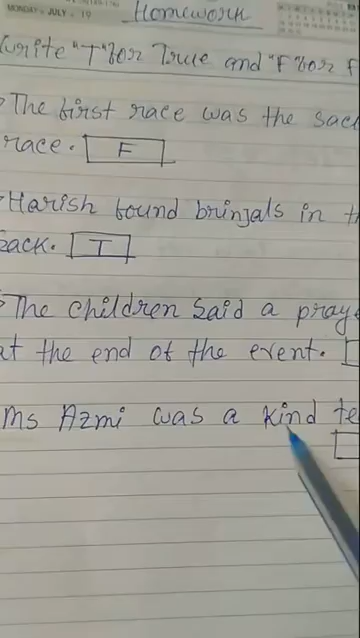 MONDAY • JULY • 19
Homework
Write "T" for True and "F" for F
The first race was the sac
race. F
Harish found brinjals in th
Sack. T
The children said a praye
at the end of the event.
Ms Azmi was a kind te